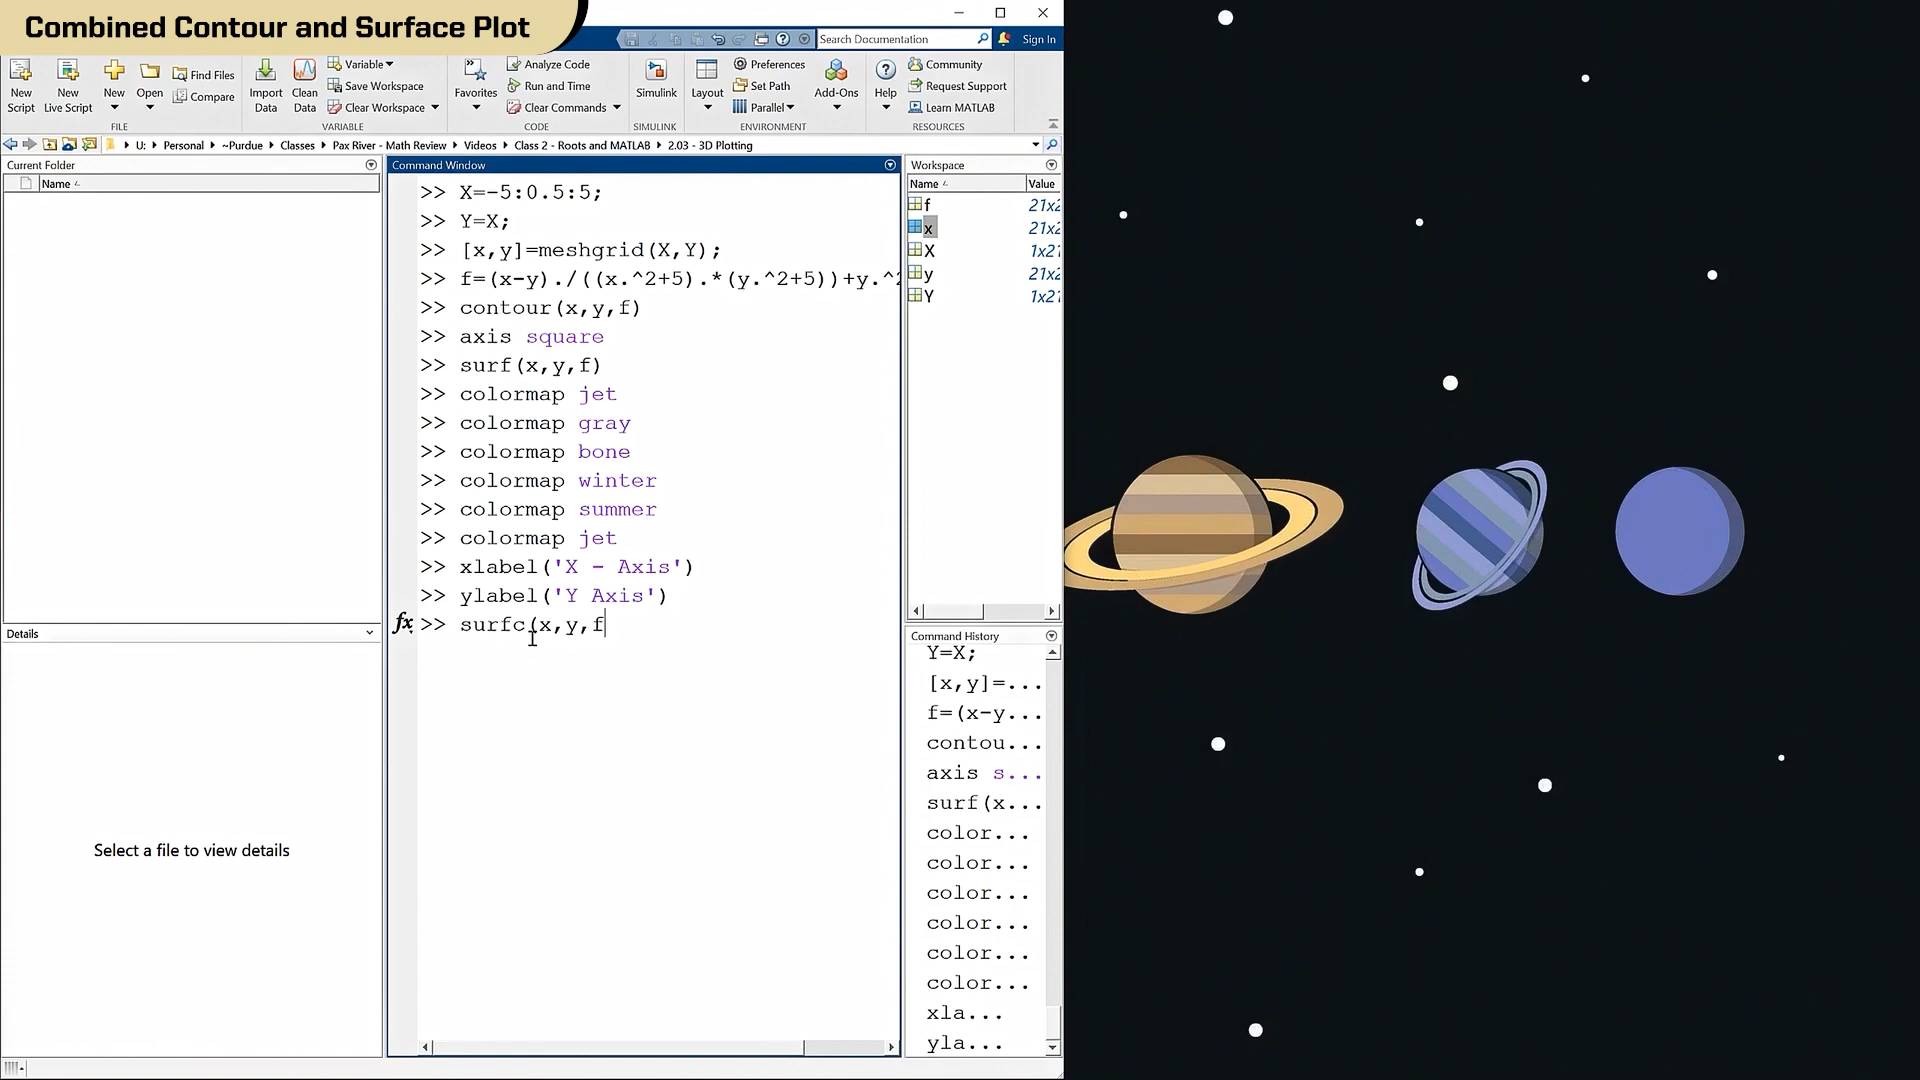 Combined Contour and Surface Plot
Search Documentation
Sign In
New Script
New Live Script
New
Open
Find Files
Compare
Import Data
Clean Data
Variable
Save Workspace
Clear Workspace
Favorites
Analyze Code
Run and Time
Clear Commands
Simulink
Layout
Preferences
Set Path
Parallel
Add-Ons
Help
Community
Request Support
Learn MATLAB
FILE
VARIABLE
CODE
SIMULINK
ENVIRONMENT
RESOURCES
U: Personal ~Purdue Classes Pax River - Math Review Videos Class 2 - Roots and MATLAB 2.03 - 3D Plotting
Current Folder
Name
Details
Select a file to view details
Command Window
>> X=-5:0.5:5;
>> Y=X;
>> [x,y]=meshgrid(X,Y);
>> f=(x-y)./((x.^2+5).*(y.^2+5))+y.^2
>> contour(x,y,f)
>> axis square
>> surf(x,y,f)
>> colormap jet
>> colormap gray
>> colormap bone
>> colormap winter
>> colormap summer
>> colormap jet
>> xlabel('X - Axis')
>> ylabel('Y Axis')
fx >> surfc(x,y,f
Workspace
Name Value
f 21x2
x 21x2
X 1x21
y 21x2
Y 1x21
Command History
Y=X;
[x,y]=...
f=(x-y...
contou...
axis s...
surf(x...
color...
color...
color...
color...
color...
color...
xla...
yla...